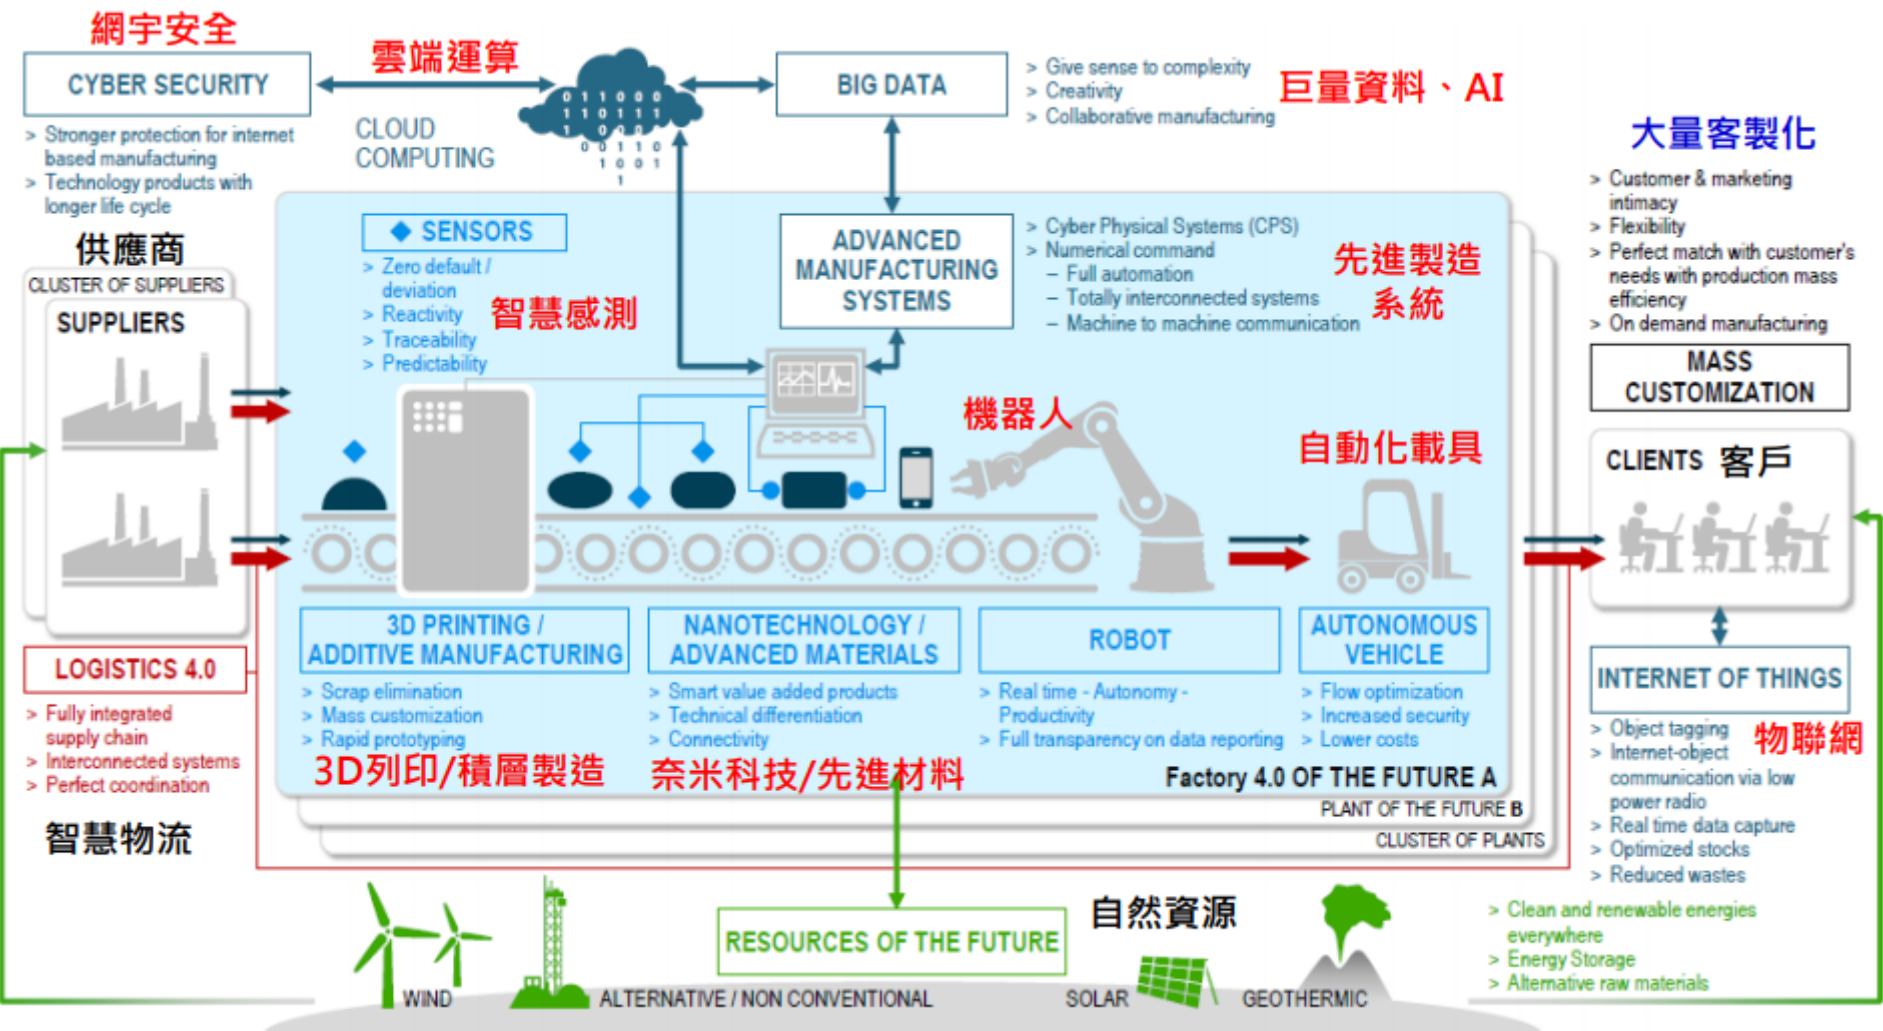 網宇安全
CYBER SECURITY
> Stronger protection for internet
based manufacturing
> Technology products with
longer life cycle
雲端運算
CLOUD
COMPUTING
BIG DATA
> Give sense to complexity
> Creativity
> Collaborative manufacturing
巨量資料、AI
大量客製化
> Customer & marketing
intimacy
> Flexibility
> Perfect match with customer's
needs with production mass
efficiency
> On demand manufacturing
MASS
CUSTOMIZATION
供應商
CLUSTER OF SUPPLIERS
SUPPLIERS
SENSORS
> Zero default /
deviation
> Reactivity
> Traceability
> Predictability
智慧感測
ADVANCED
MANUFACTURING
SYSTEMS
> Cyber Physical Systems (CPS)
> Numerical command
– Full automation
– Totally interconnected systems
– Machine to machine communication
先進製造
系統
機器人
自動化載具
CLIENTS 客戶
3D PRINTING /
ADDITIVE MANUFACTURING
> Scrap elimination
> Mass customization
> Rapid prototyping
3D列印/積層製造
NANOTECHNOLOGY /
ADVANCED MATERIALS
> Smart value added products
> Technical differentiation
> Connectivity
奈米科技/先進材料
ROBOT
> Real time - Autonomy -
Productivity
> Full transparency on data reporting
AUTONOMOUS
VEHICLE
> Flow optimization
> Increased security
> Lower costs
Factory 4.0 OF THE FUTURE A
PLANT OF THE FUTURE B
CLUSTER OF PLANTS
LOGISTICS 4.0
> Fully integrated
supply chain
> Interconnected systems
> Perfect coordination
智慧物流
INTERNET OF THINGS
> Object tagging
> Internet-object
communication via low
power radio
> Real time data capture
> Optimized stocks
> Reduced wastes
物聯網
自然資源
RESOURCES OF THE FUTURE
> Clean and renewable energies
everywhere
> Energy Storage
> Alternative raw materials
WIND
ALTERNATIVE / NON CONVENTIONAL
SOLAR
GEOTHERMIC